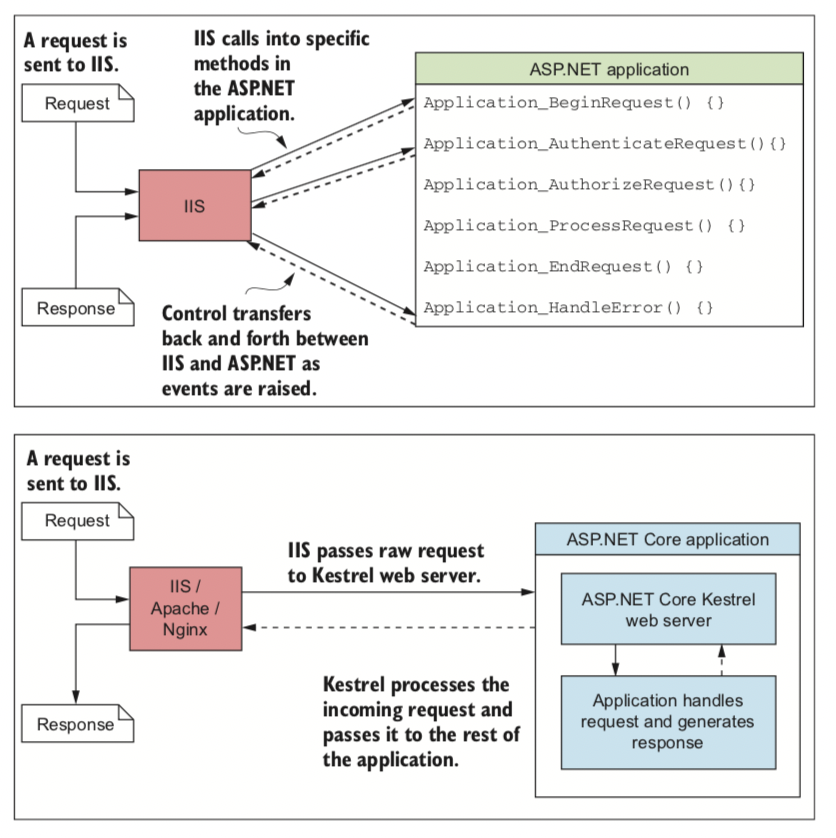 A request is
sent to IIS.
Request
IIS
Response
IIS calls into specific
methods in
the ASP.NET
application.
Control transfers
back and forth between
IIS and ASP.NET as
events are raised.
ASP.NET application
Application_BeginRequest() {}
Application_AuthenticateRequest(){}
Application_AuthorizeRequest(){}
Application_ProcessRequest() {}
Application_EndRequest() {}
Application_HandleError() {}
A request is
sent to IIS.
Request
IIS /
Apache /
Nginx
Response
IIS passes raw request
to Kestrel web server.
Kestrel processes the
incoming request and
passes it to the rest of
the application.
ASP.NET Core application
ASP.NET Core Kestrel
web server
Application handles
request and generates
response